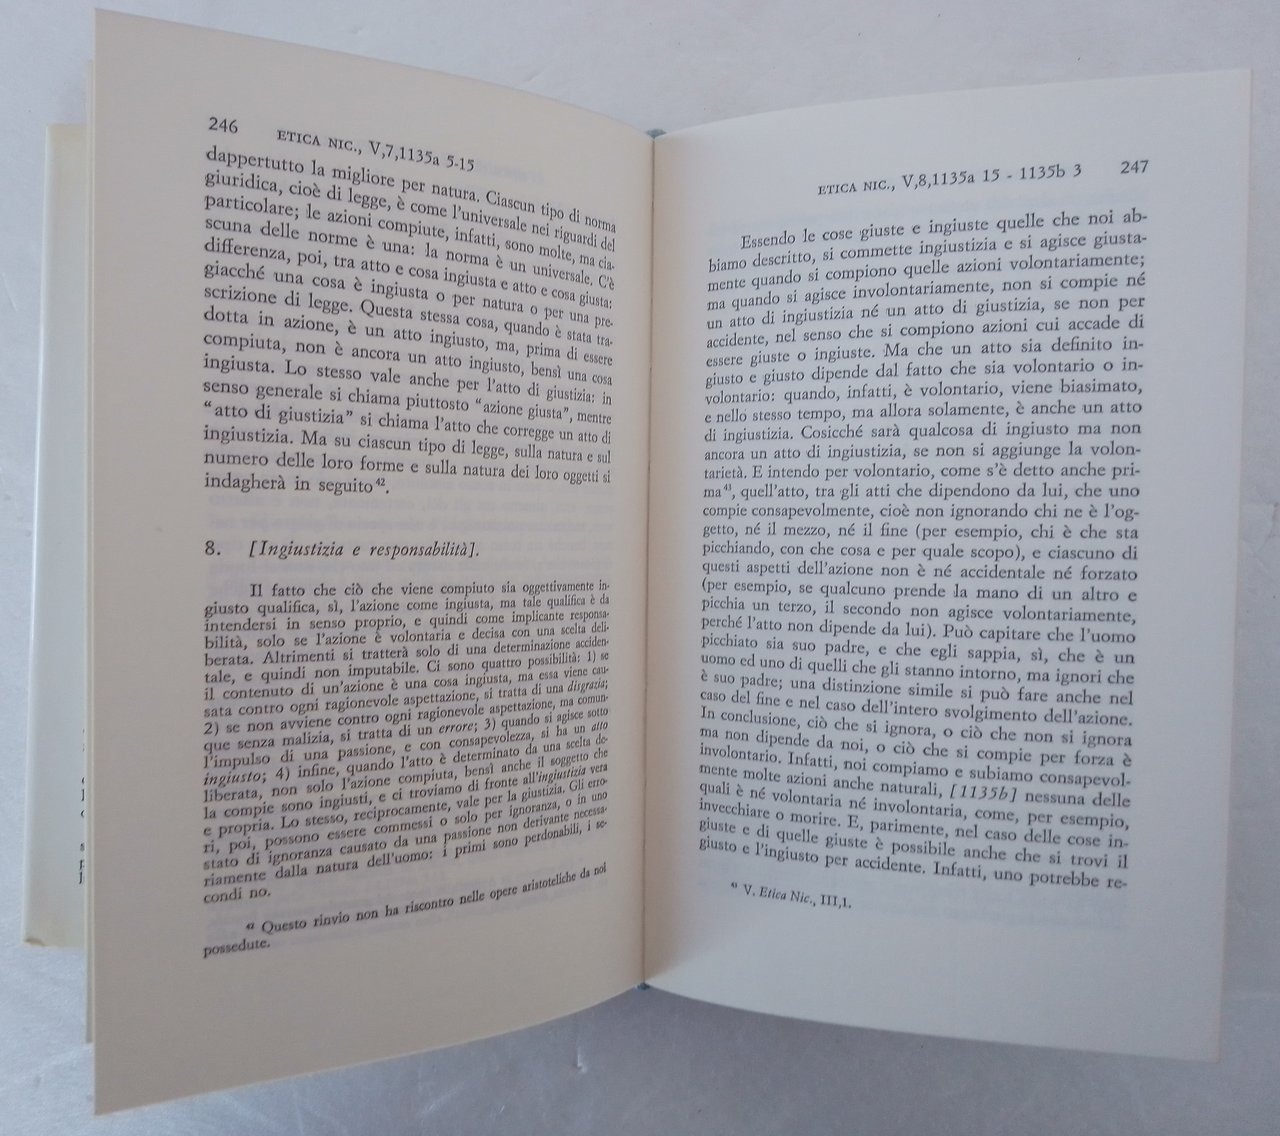 246 ETICA NIC., V,7,1135a 5-15
dappertutto la migliore per natura. Ciascun tipo di norma
giuridica, cioè di legge, è come l'universale nei riguardi del
particolare; le azioni compiute, infatti, sono molte, ma cia-
scuna delle norme è una: la norma è un universale. C'è
differenza, poi, tra atto e cosa ingiusta e atto e cosa giusta:
giacché una cosa è ingiusta o per natura o per una pre-
scrizione di legge. Questa stessa cosa, quando è stata tra-
dotta in azione, è un atto ingiusto, ma, prima di essere
compiuta, non è ancora un atto ingiusto, bensì una cosa
ingiusta. Lo stesso vale anche per l'atto di giustizia: in
senso generale si chiama piuttosto “azione giusta”, mentre
“atto di giustizia” si chiama l'atto che corregge un atto di
ingiustizia. Ma su ciascun tipo di legge, sulla natura e sul
numero delle loro forme e sulla natura dei loro oggetti si
indagherà in seguito⁴².
8. [Ingiustizia e responsabilità].
Il fatto che ciò che viene compiuto sia oggettivamente in-
giusto qualifica, sì, l'azione come ingiusta, ma tale qualifica è da
intendersi in senso proprio, e quindi come implicante responsa-
bilità, solo se l'azione è volontaria e decisa con una scelta deli-
berata. Altrimenti si tratterà solo di una determinazione acciden-
tale, e quindi non imputabile. Ci sono quattro possibilità: 1) se
il contenuto di un'azione è una cosa ingiusta, ma essa viene cau-
sata contro ogni ragionevole aspettazione, si tratta di una disgrazia;
2) se non avviene contro ogni ragionevole aspettazione, ma comun-
que senza malizia, si tratta di un errore; 3) quando si agisce sotto
l'impulso di una passione, e con consapevolezza, si ha un atto
ingiusto; 4) infine, quando l'atto è determinato da una scelta de-
liberata, non solo l'azione compiuta, bensì anche il soggetto che
la compie sono ingiusti, e ci troviamo di fronte all'ingiustizia vera
e propria. Lo stesso, reciprocamente, vale per la giustizia. Gli erro-
ri, poi, possono essere commessi o solo per ignoranza, o in uno
stato di ignoranza causato da una passione non derivante necessa-
riamente dalla natura dell'uomo: i primi sono perdonabili, i se-
condi no.
⁴² Questo rinvio non ha riscontro nelle opere aristoteliche da noi
possedute.
ETICA NIC., V,8,1135a 15 - 1135b 3 247
Essendo le cose giuste e ingiuste quelle che noi ab-
biamo descritto, si commette ingiustizia e si agisce giusta-
mente quando si compiono quelle azioni volontariamente;
ma quando si agisce involontariamente, non si compie né
un atto di ingiustizia né un atto di giustizia, se non per
accidente, nel senso che si compiono azioni cui accade di
essere giuste o ingiuste. Ma che un atto sia definito in-
giusto e giusto dipende dal fatto che sia volontario o in-
volontario: quando, infatti, è volontario, viene biasimato,
e nello stesso tempo, ma allora solamente, è anche un atto
di ingiustizia. Cosicché sarà qualcosa di ingiusto ma non
ancora un atto di ingiustizia, se non si aggiunge la volon-
tarietà. E intendo per volontario, come s'è detto anche pri-
ma⁴³, quell'atto, tra gli atti che dipendono da lui, che uno
compie consapevolmente, cioè non ignorando chi ne è l'og-
getto, né il mezzo, né il fine (per esempio, chi è che sta
picchiando, con che cosa e per quale scopo), e ciascuno di
questi aspetti dell'azione non è né accidentale né forzato
(per esempio, se qualcuno prende la mano di un altro e
picchia un terzo, il secondo non agisce volontariamente,
perché l'atto non dipende da lui). Può capitare che l'uomo
picchiato sia suo padre, e che egli sappia, sì, che è un
uomo ed uno di quelli che gli stanno intorno, ma ignori che
è suo padre; una distinzione simile si può fare anche nel
caso del fine e nel caso dell'intero svolgimento dell'azione.
In conclusione, ciò che si ignora, o ciò che non si ignora
ma non dipende da noi, o ciò che si compie per forza è
involontario. Infatti, noi compiamo e subiamo consapevol-
mente molte azioni anche naturali, [1135b] nessuna delle
quali è né volontaria né involontaria, come, per esempio,
invecchiare o morire. E, parimente, nel caso delle cose in-
giuste e di quelle giuste è possibile anche che si trovi il
giusto e l'ingiusto per accidente. Infatti, uno potrebbe re-
⁴³ V. Etica Nic., III,1.